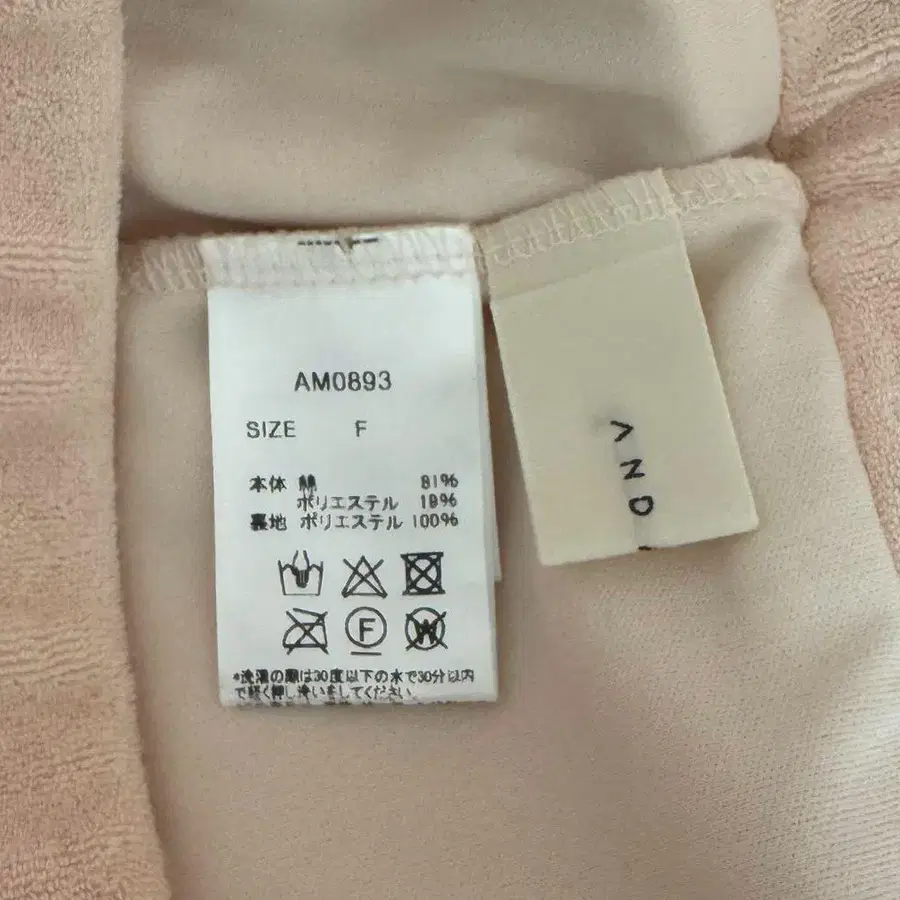 AM0893
SIZE F
本体 綿 81%
ポリエステル 19%
裏地 ポリエステル 100%
F
W
*洗濯の際は30度以下の水で30分以内
で軽く押し洗いをしてください。